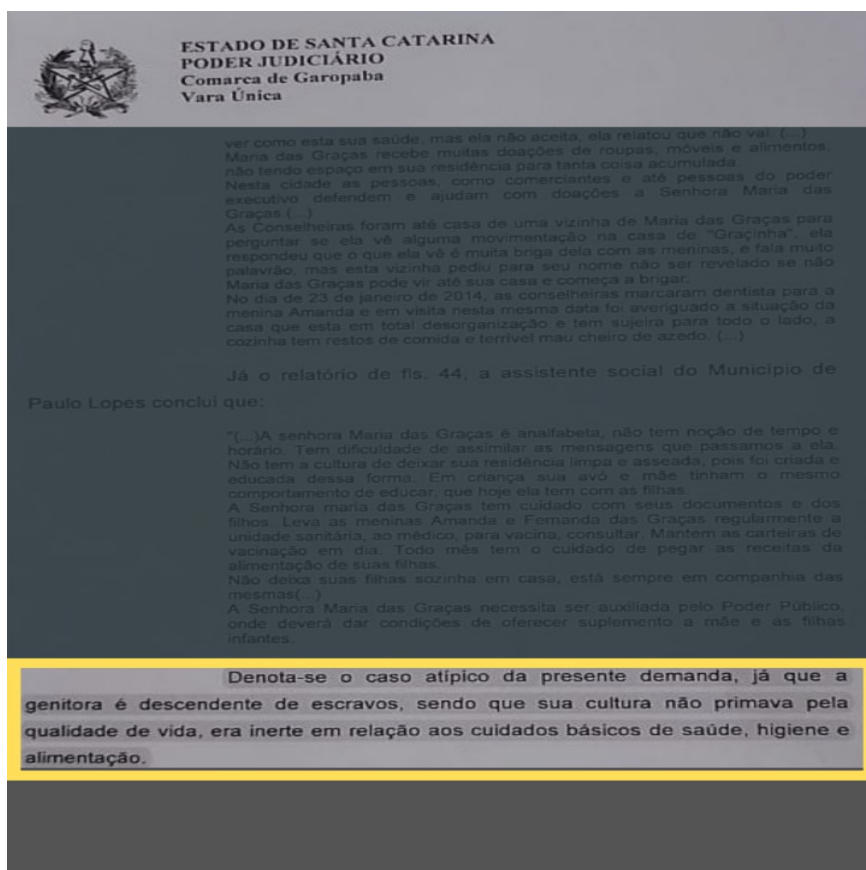 ESTADO DE SANTA CATARINA
PODER JUDICIÁRIO
Comarca de Garopaba
Vara Única
ver como esta sua saúde, mas ela não aceita, ela relatou que não vai. (...)
Maria das Graças recebe muitas doações de roupas, móveis e alimentos,
não tendo espaço em sua residência para tanta coisa acumulada.
Nesta cidade as pessoas, como comerciantes e até pessoas do poder
executivo defendem e ajudam com doações a Senhora Maria das
Graças.(...)
As Conselheiras foram até casa de uma vizinha de Maria das Graças para
perguntar se ela vê alguma movimentação na casa de "Gracinha", ela
respondeu que o que ela vê é muita briga dela com as meninas, e fala muito
palavrão, mas esta vizinha pediu para seu nome não ser revelado se não
Maria das Graças pode vir até sua casa e começa a brigar.
No dia de 23 de janeiro de 2014, as conselheiras marcaram dentista para a
menina Amanda e em visita nesta mesma data foi averiguado a situação da
casa que esta em total desorganização e tem sujeira para todo o lado, a
cozinha tem restos de comida e terrível mau cheiro de azedo. (...)
Já o relatório de fls. 44, a assistente social do Município de
Paulo Lopes conclui que:
"(...)A senhora Maria das Graças é analfabeta, não tem noção de tempo e
horário. Tem dificuldade de assimilar as mensagens que passamos a ela.
Não tem a cultura de deixar sua residência limpa e asseada, pois foi criada e
educada dessa forma. Em criança sua avó e mãe tinham o mesmo
comportamento de educar, que hoje ela tem com as filhas.
A Senhora maria das Graças tem cuidado com seus documentos e dos
filhos. Leva as meninas Amanda e Fernanda das Graças regularmente a
unidade sanitária, ao médico, para vacina, consultar. Mantem as carteiras de
vacinação em dia. Todo mês tem o cuidado de pegar as receitas da
alimentação de suas filhas.
Não deixa suas filhas sozinha em casa, está sempre em companhia das
mesmas(...)
A Senhora Maria das Graças necessita ser auxiliada pelo Poder Público,
onde deverá dar condições de oferecer suplemento a mãe e as filhas
infantes.
Denota-se o caso atípico da presente demanda, já que a
genitora é descendente de escravos, sendo que sua cultura não primava pela
qualidade de vida, era inerte em relação aos cuidados básicos de saúde, higiene e
alimentação.